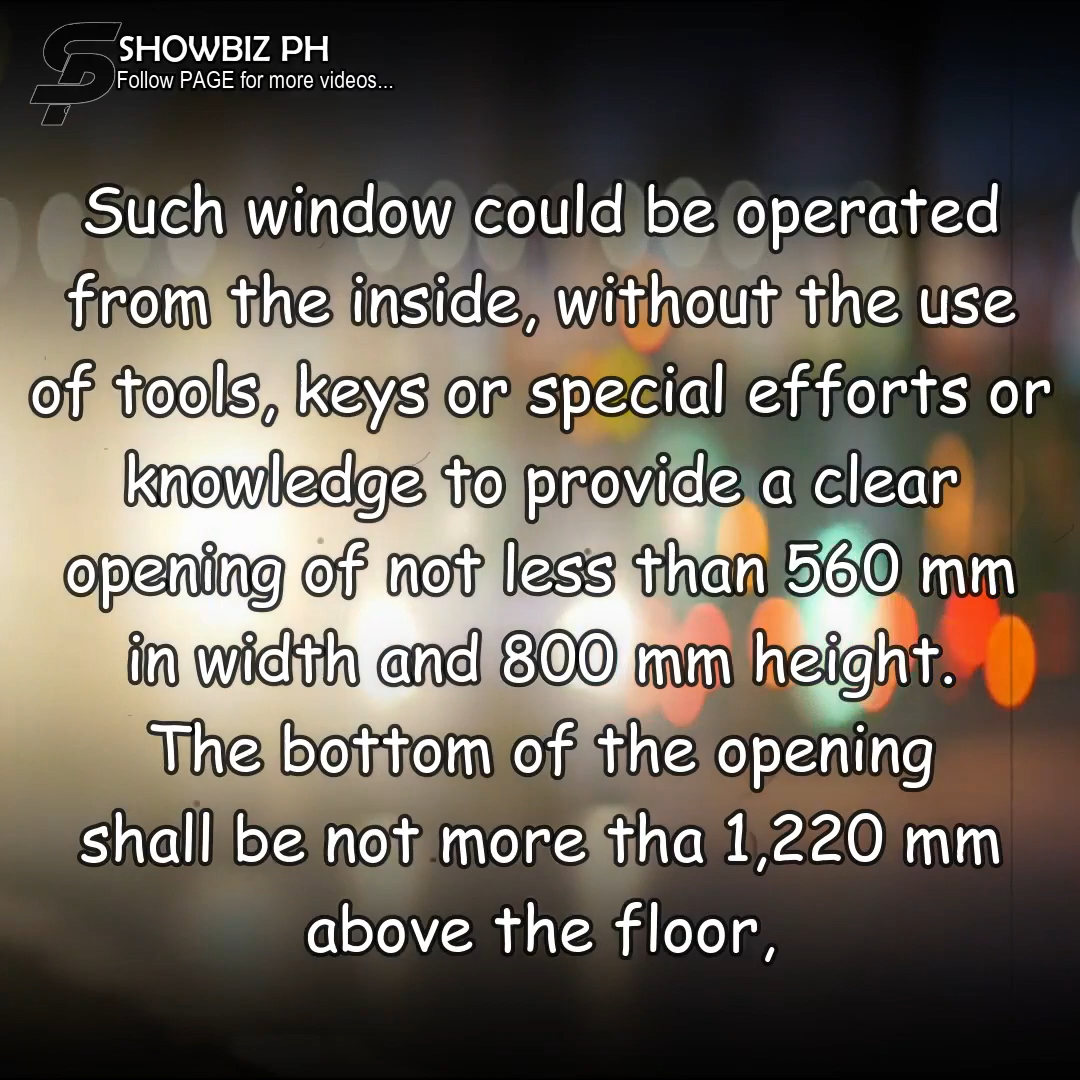 SHOWBIZ PH
Follow PAGE for more videos...
Such window could be operated
from the inside, without the use
of tools, keys or special efforts or
knowledge to provide a clear
opening of not less than 560 mm
in width and 800 mm height.
The bottom of the opening
shall be not more tha 1,220 mm
above the floor,